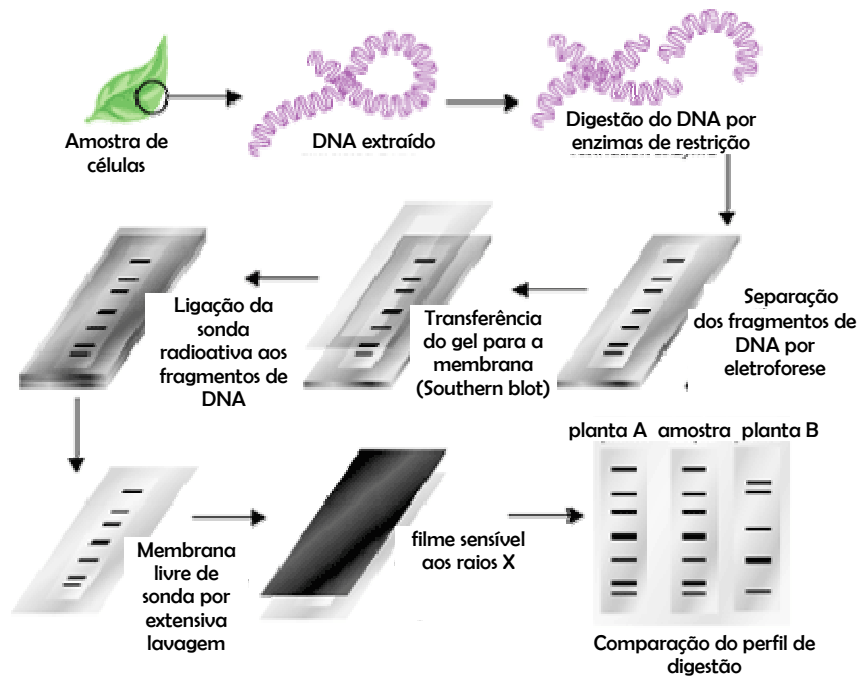 Amostra de
células
DNA extraído
Digestão do DNA por
enzimas de restrição
Separação
dos fragmentos de
DNA por
eletroforese
Transferência
do gel para a
membrana
(Southern blot)
Ligação da
sonda
radioativa aos
fragmentos de
DNA
Membrana
livre de
sonda por
extensiva
lavagem
filme sensível
aos raios X
planta A amostra planta B
Comparação do perfil de
digestão